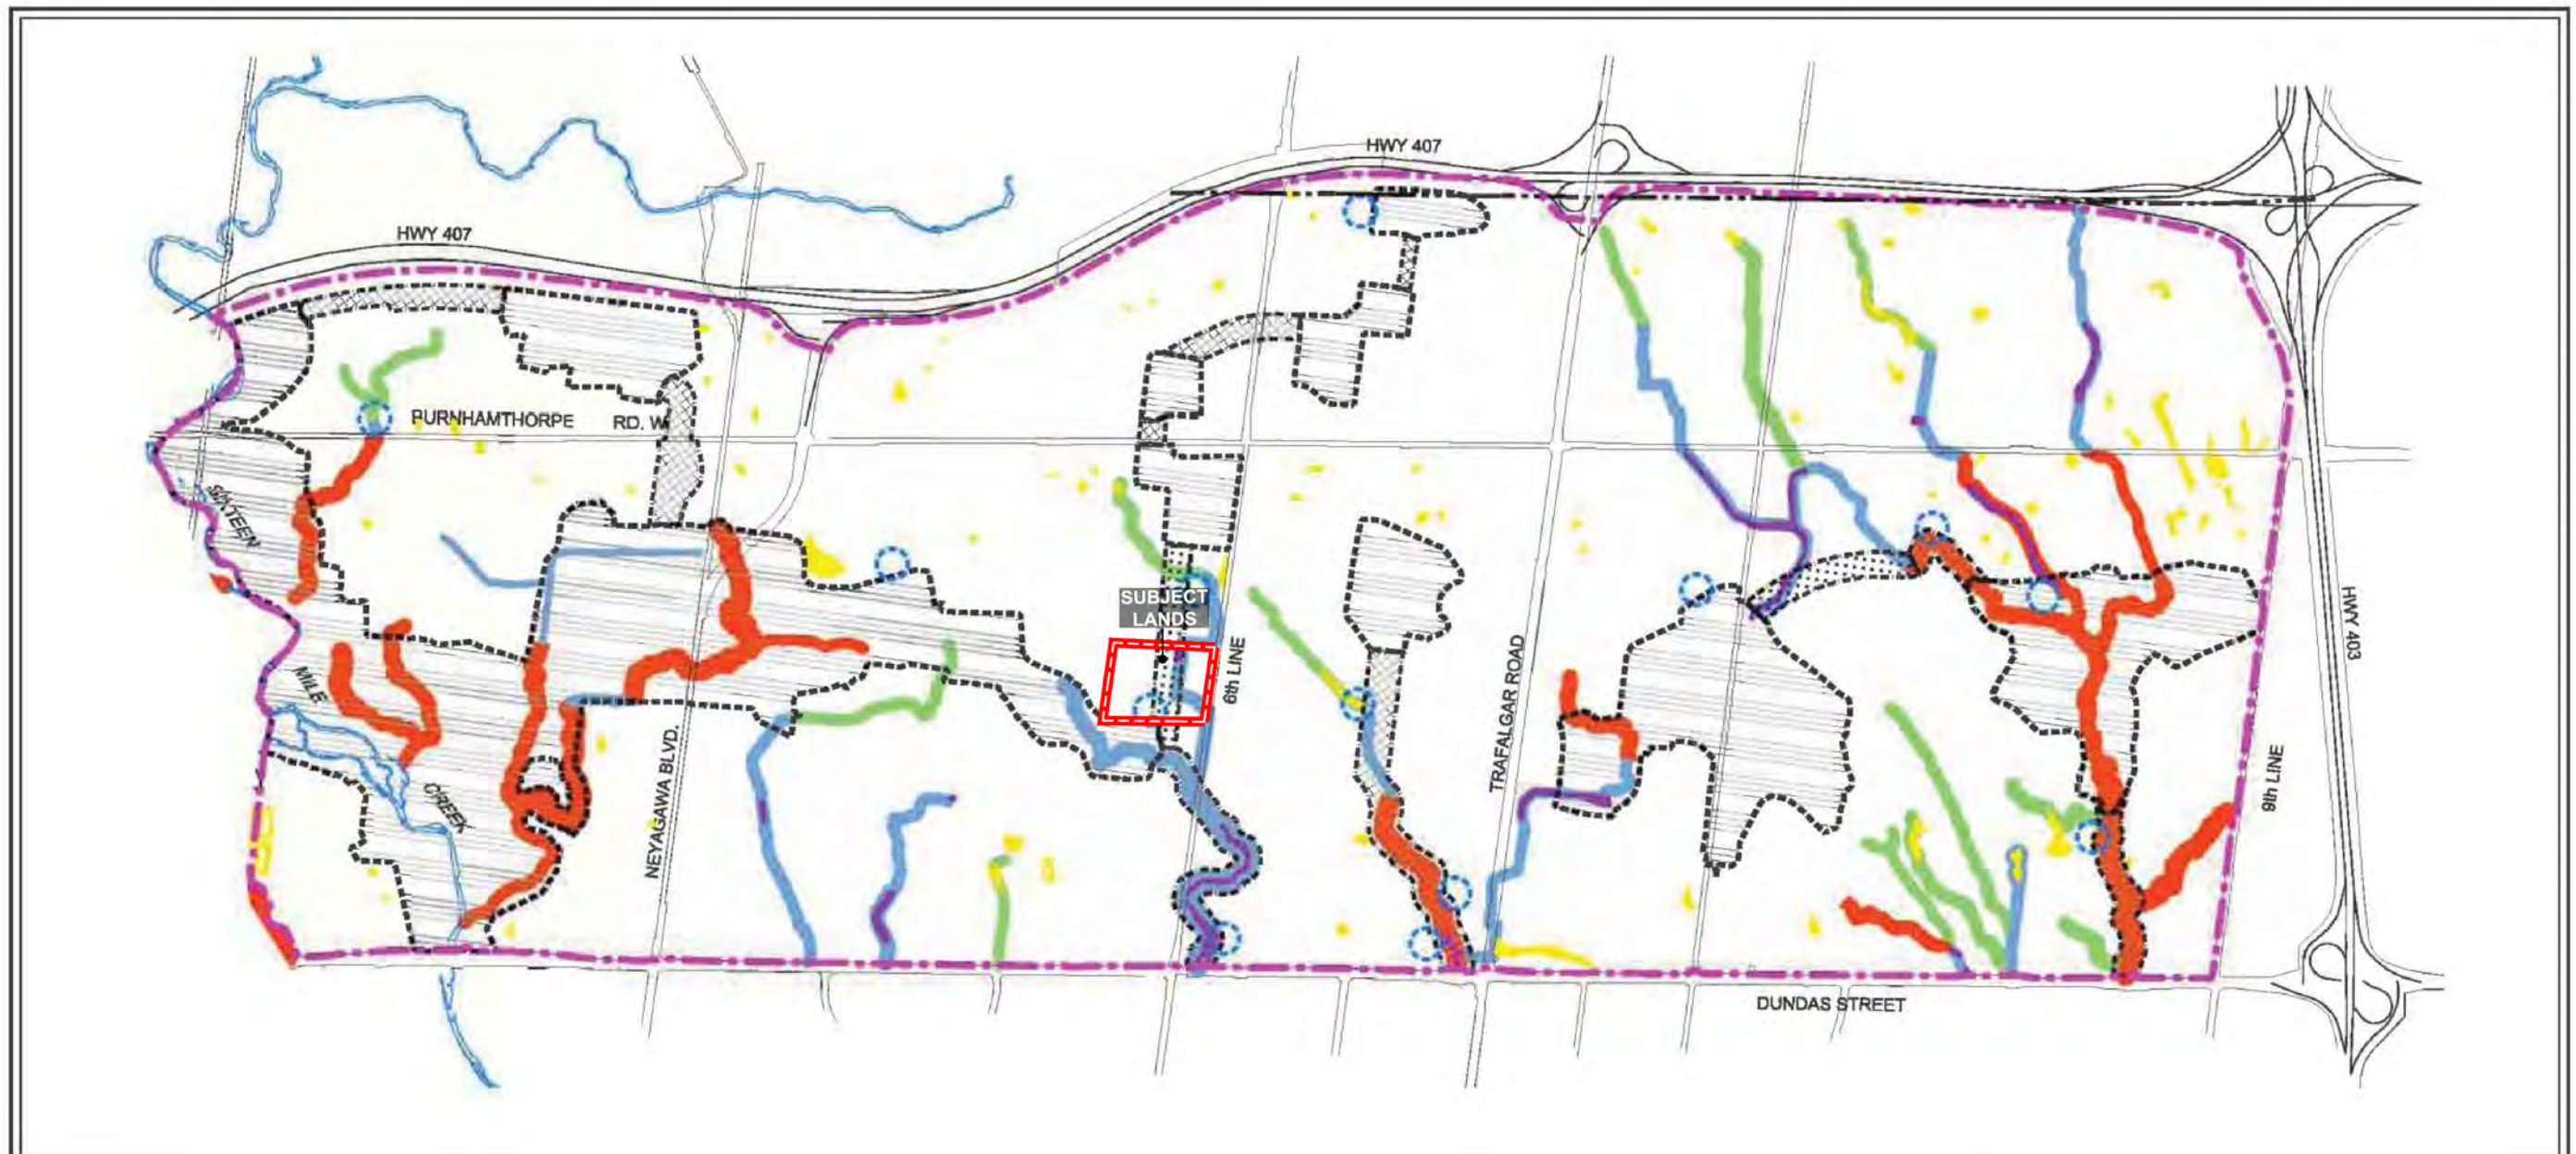 HWY 407
HWY 407
BURNHAMTHORPE RD. W
SIXTEEN
MILE
CREEK
SUBJECT
LANDS
6th LINE
NEYAGAWA BLVD.
TRAFALGAR ROAD
HWY 403
9th LINE
DUNDAS STREET